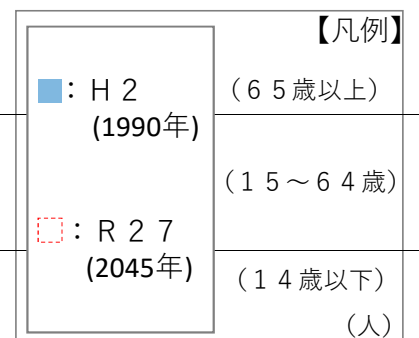 【凡例】
：Ｈ２
(1990年)
（６５歳以上）
（１５～６４歳）
：Ｒ２７
(2045年)
（１４歳以下）
（人）